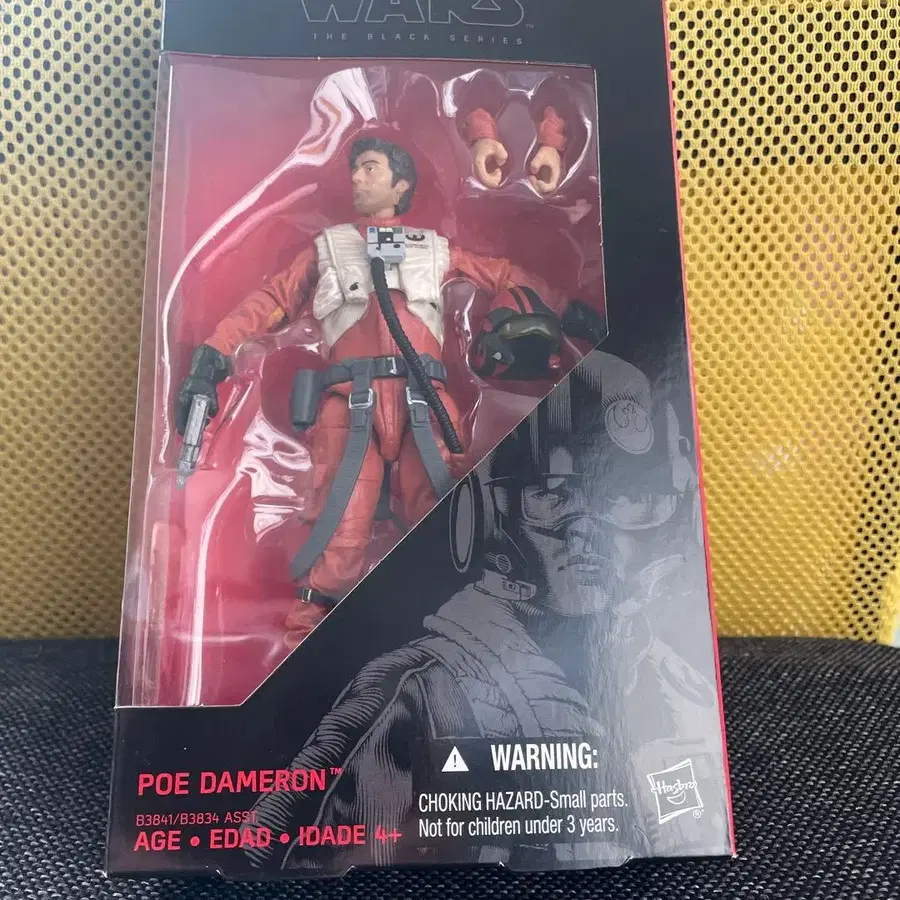 WARS™
THE BLACK SERIES
POE DAMERON™
B3841/B3834 ASST.
AGE • EDAD • IDADE 4+
WARNING:
CHOKING HAZARD-Small parts.
Not for children under 3 years.
Hasbro®